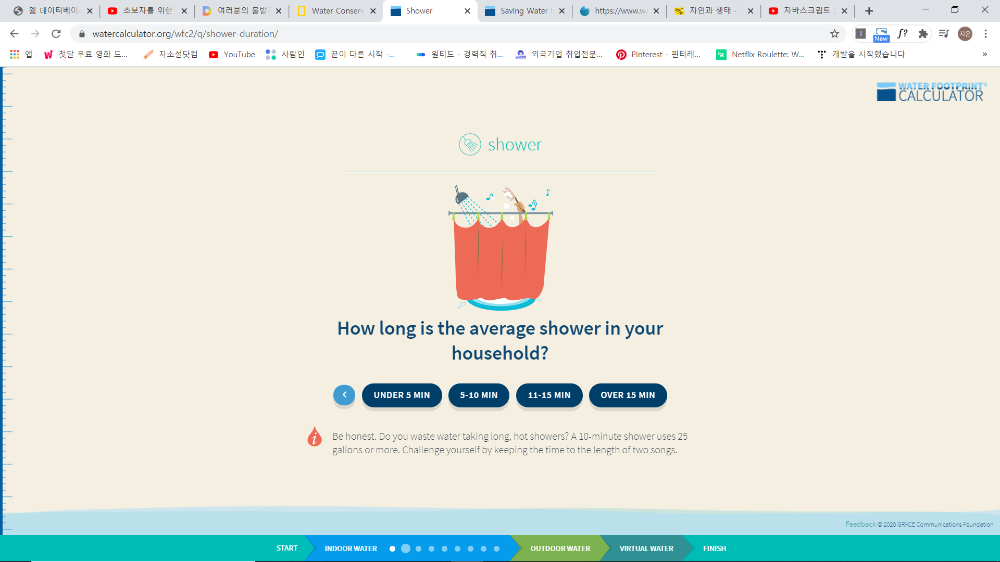 웹 데이터베이스
초보자를 위한
여러분의 물발자
Water Conserv
Shower
Saving Water
https://www.wa
자연과 생태 -
자바스크립트
watercalculator.org/wfc2/q/shower-duration/
New
f?
지은
앱
첫달 무료 영화 드...
자소설닷컴
YouTube
사람인
끝이 다른 시작 -...
원티드 - 경력직 취...
외국기업 취업전문...
Pinterest - 핀터레...
Netflix Roulette: W...
개발을 시작했습니다
»
WATER FOOTPRINT®
CALCULATOR
shower
How long is the average shower in your
household?
UNDER 5 MIN
5-10 MIN
11-15 MIN
OVER 15 MIN
i
Be honest. Do you waste water taking long, hot showers? A 10-minute shower uses 25
gallons or more. Challenge yourself by keeping the time to the length of two songs.
Feedback © 2020 GRACE Communications Foundation
START
INDOOR WATER
OUTDOOR WATER
VIRTUAL WATER
FINISH